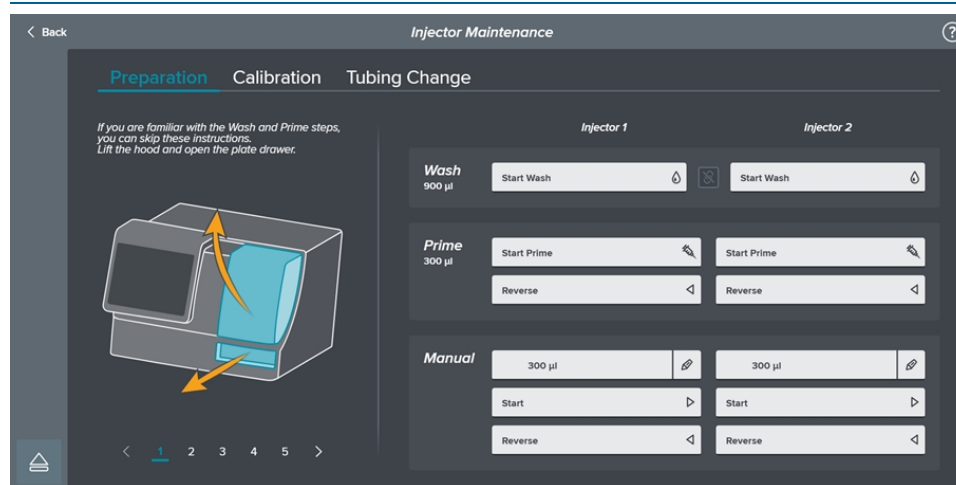 Back
Injector Maintenance
?
Preparation Calibration Tubing Change
If you are familiar with the Wash and Prime steps,
you can skip these instructions.
Lift the hood and open the plate drawer.
Injector 1 Injector 2
Wash
900 µl
Start Wash Start Wash
Prime
300 µl
Start Prime Start Prime
Reverse Reverse
Manual
300 µl 300 µl
Start Start
Reverse Reverse
< 1 2 3 4 5 >